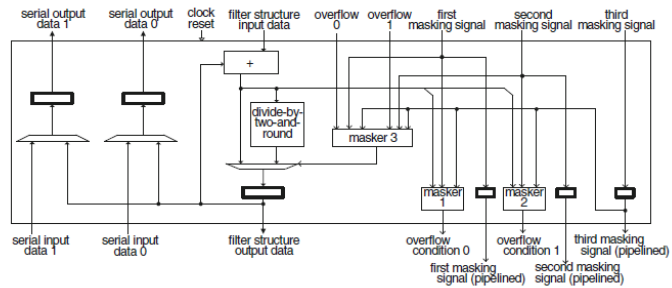 serial output
data 1
serial output
data 0
clock
reset
filter structure
input data
overflow
0
overflow
1
first
masking signal
second
masking signal
third
masking signal
+
divide-by-
two-and-
round
masker 3
masker
1
masker
2
serial input
data 1
serial input
data 0
filter structure
output data
overflow
condition 0
overflow
condition 1
third masking
signal (pipelined)
first masking
signal (pipelined)
second masking
signal (pipelined)